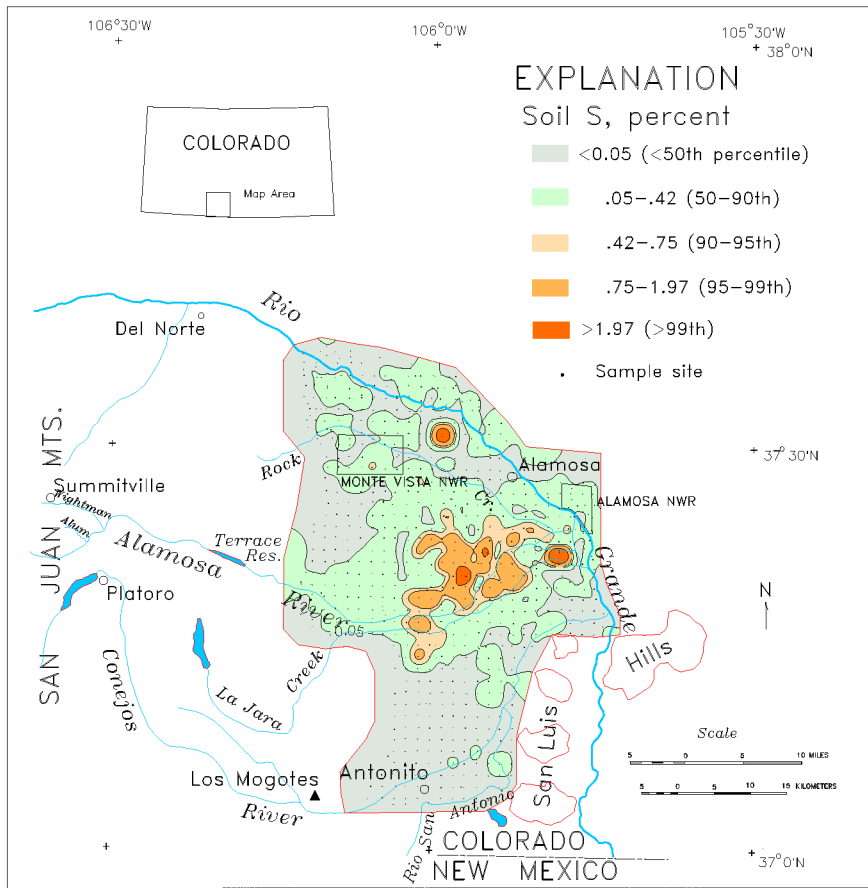 106°30'W
106°0'W
105°30'W
38°0'N
EXPLANATION
Soil S, percent
<0.05 (<50th percentile)
.05-.42 (50-90th)
.42-.75 (90-95th)
.75-1.97 (95-99th)
>1.97 (>99th)
Sample site
COLORADO
Map Area
Rio
Del Norte
SAN JUAN MTS.
37°30'N
Rock
Cr.
Alamosa
MONTE VISTA NWR
ALAMOSA NWR
Summitville
Wightman
Alum
Alamosa
River
Terrace
Res.
Grande
Platoro
0.05
N
Hills
Conejos
River
La Jara
Creek
San Luis
Scale
5 0 5 10 MILES
5 0 5 10 15 KILOMETERS
Los Mogotes
Antonito
Rio San
Antonio
COLORADO
NEW MEXICO
37°0'N